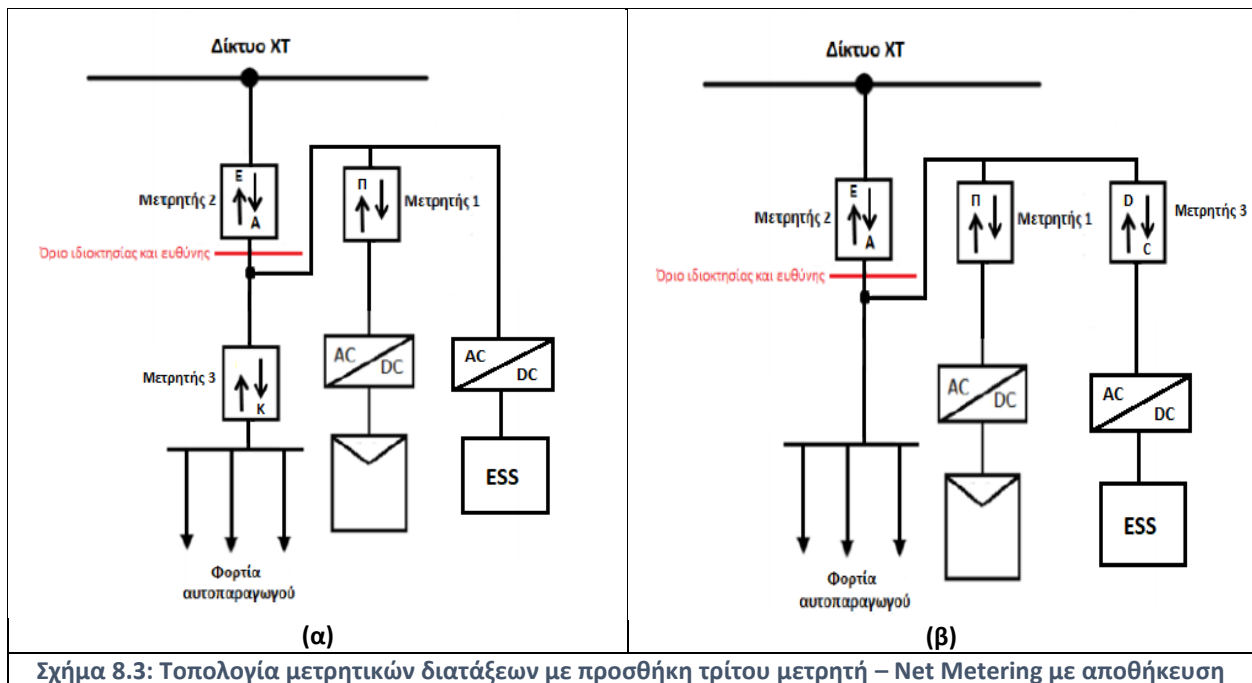 Δίκτυο ΧΤ
Ε
Α
Μετρητής 2
Π
Μετρητής 1
Όριο ιδιοκτησίας και ευθύνης
Μετρητής 3
Κ
AC
DC
AC
DC
ESS
Φορτία
αυτοπαραγωγού
(α)
Δίκτυο ΧΤ
Ε
Α
Μετρητής 2
Π
Μετρητής 1
D
C
Μετρητής 3
Όριο ιδιοκτησίας και ευθύνης
AC
DC
AC
DC
ESS
Φορτία
αυτοπαραγωγού
(β)
Σχήμα 8.3: Τοπολογία μετρητικών διατάξεων με προσθήκη τρίτου μετρητή – Net Metering με αποθήκευση